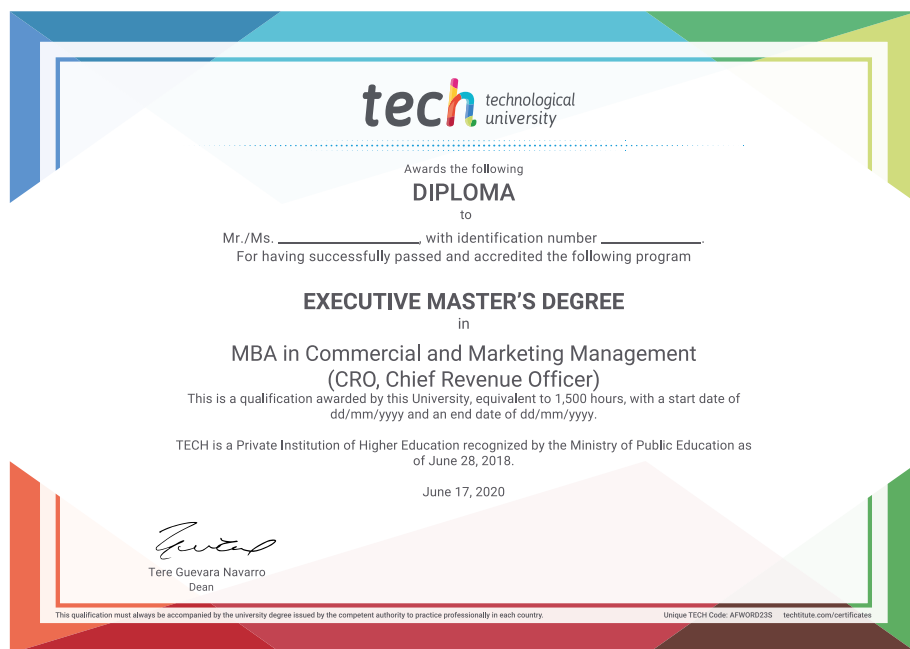 tech technological
university
Awards the following
DIPLOMA
to
Mr./Ms. ________________, with identification number ____________.
For having successfully passed and accredited the following program
EXECUTIVE MASTER'S DEGREE
in
MBA in Commercial and Marketing Management
(CRO, Chief Revenue Officer)
This is a qualification awarded by this University, equivalent to 1,500 hours, with a start date of
dd/mm/yyyy and an end date of dd/mm/yyyy.
TECH is a Private Institution of Higher Education recognized by the Ministry of Public Education as
of June 28, 2018.
June 17, 2020
Tere Guevara Navarro
Dean
This qualification must always be accompanied by the university degree issued by the competent authority to practice professionally in each country.
Unique TECH Code: AFWORD23S techtitute.com/certificates